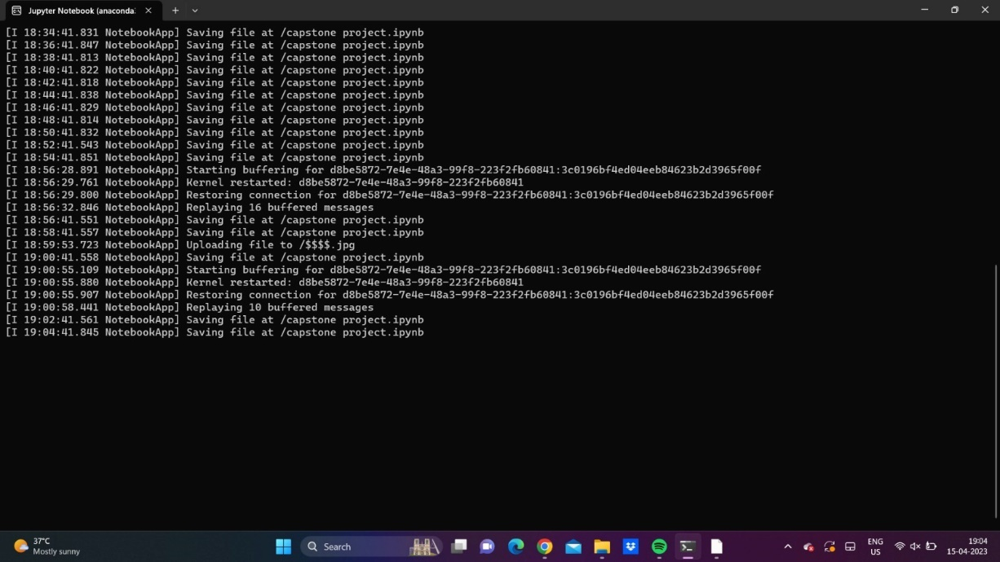 Jupyter Notebook (anaconda
[I 18:34:41.831 NotebookApp] Saving file at /capstone project.ipynb
[I 18:36:41.847 NotebookApp] Saving file at /capstone project.ipynb
[I 18:38:41.813 NotebookApp] Saving file at /capstone project.ipynb
[I 18:40:41.822 NotebookApp] Saving file at /capstone project.ipynb
[I 18:42:41.818 NotebookApp] Saving file at /capstone project.ipynb
[I 18:44:41.838 NotebookApp] Saving file at /capstone project.ipynb
[I 18:46:41.829 NotebookApp] Saving file at /capstone project.ipynb
[I 18:48:41.814 NotebookApp] Saving file at /capstone project.ipynb
[I 18:50:41.832 NotebookApp] Saving file at /capstone project.ipynb
[I 18:52:41.543 NotebookApp] Saving file at /capstone project.ipynb
[I 18:54:41.851 NotebookApp] Saving file at /capstone project.ipynb
[I 18:56:28.891 NotebookApp] Starting buffering for d8be5872-7e4e-48a3-99f8-223f2fb60841:3c0196bf4ed04eeb84623b2d3965f00f
[I 18:56:29.761 NotebookApp] Kernel restarted: d8be5872-7e4e-48a3-99f8-223f2fb60841
[I 18:56:29.800 NotebookApp] Restoring connection for d8be5872-7e4e-48a3-99f8-223f2fb60841:3c0196bf4ed04eeb84623b2d3965f00f
[I 18:56:32.846 NotebookApp] Replaying 16 buffered messages
[I 18:56:41.551 NotebookApp] Saving file at /capstone project.ipynb
[I 18:58:41.557 NotebookApp] Saving file at /capstone project.ipynb
[I 18:59:53.723 NotebookApp] Uploading file to /$$$$.jpg
[I 19:00:41.558 NotebookApp] Saving file at /capstone project.ipynb
[I 19:00:55.109 NotebookApp] Starting buffering for d8be5872-7e4e-48a3-99f8-223f2fb60841:3c0196bf4ed04eeb84623b2d3965f00f
[I 19:00:55.880 NotebookApp] Kernel restarted: d8be5872-7e4e-48a3-99f8-223f2fb60841
[I 19:00:55.907 NotebookApp] Restoring connection for d8be5872-7e4e-48a3-99f8-223f2fb60841:3c0196bf4ed04eeb84623b2d3965f00f
[I 19:00:58.441 NotebookApp] Replaying 10 buffered messages
[I 19:02:41.561 NotebookApp] Saving file at /capstone project.ipynb
[I 19:04:41.845 NotebookApp] Saving file at /capstone project.ipynb
37°C
Mostly sunny
Search
ENG
US
19:04
15-04-2023